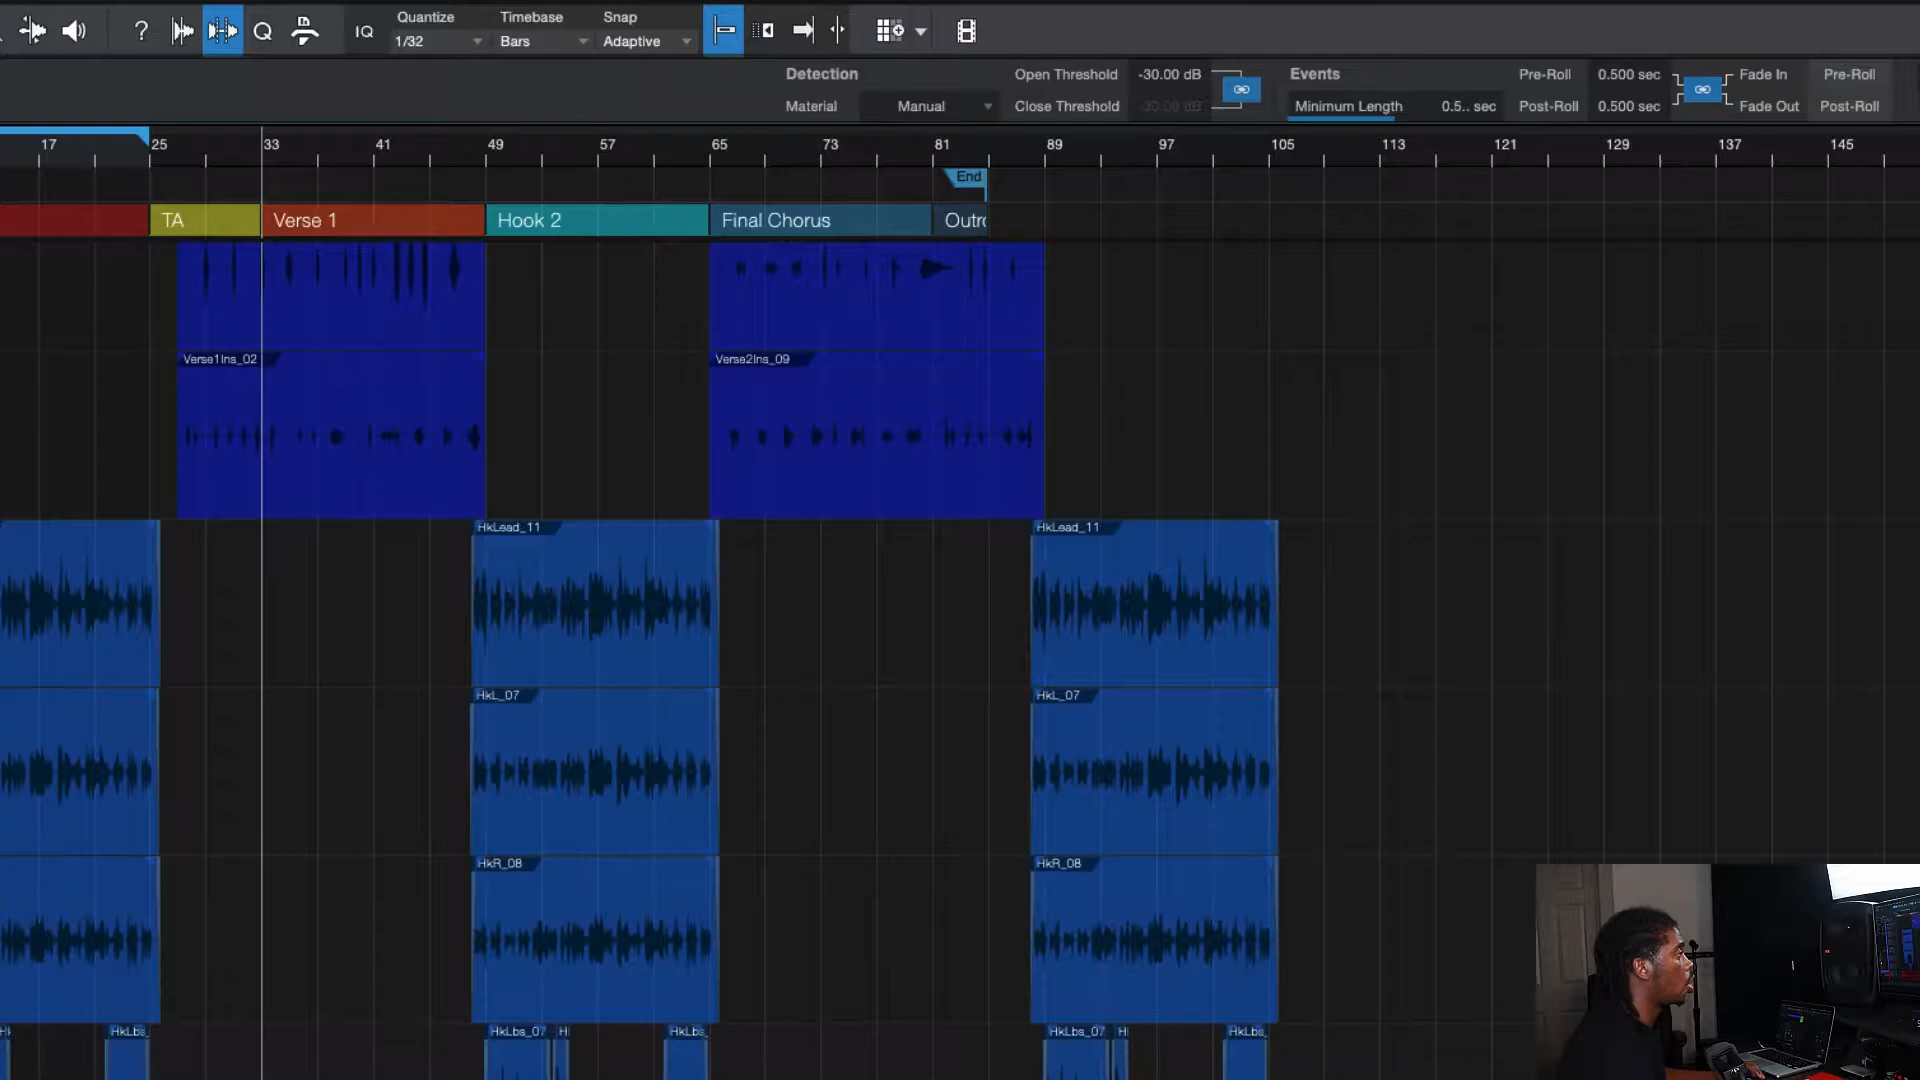 ?
Q
IQ
Quantize
1/32
Timebase
Bars
Snap
Adaptive
Detection
Material
Manual
Open Threshold
-30.00 dB
Close Threshold
-30.00 dB
Events
Minimum Length
0.5.. sec
Pre-Roll
0.500 sec
Post-Roll
0.500 sec
Fade In
Fade Out
Pre-Roll
Post-Roll
17 25 33 41 49 57 65 73 81 89 97 105 113 121 129 137 145
End
TA
Verse 1
Hook 2
Final Chorus
Outro
Verse1Ins_02
Verse2Ins_09
HkLead_11
HkLead_11
HkL_07
HkL_07
HkR_08
HkR_08
HkLbs_
HkLbs_07
H
HkLbs_
HkLbs_07
H
HkLbs_